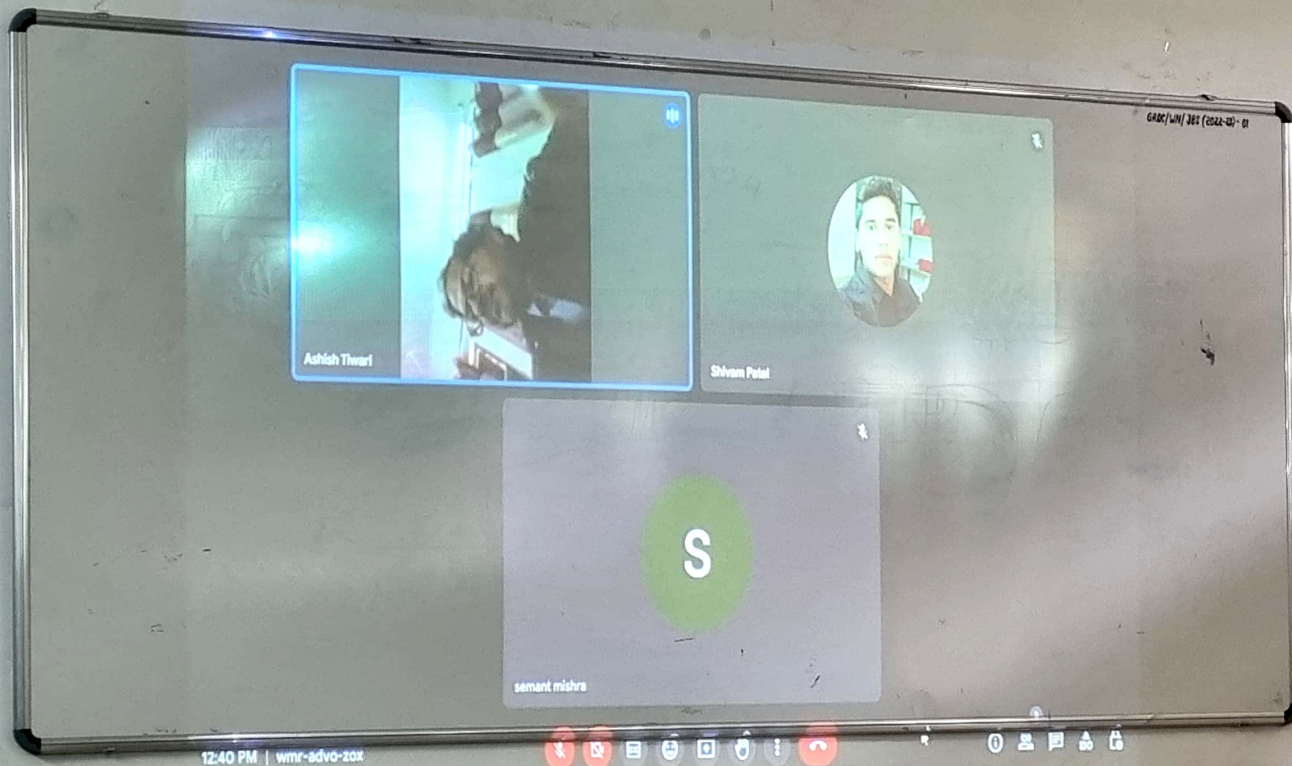 Ashish Tiwari
Shivam Patel
S
semant mishra
12:40 PM | wmr-advo-zox